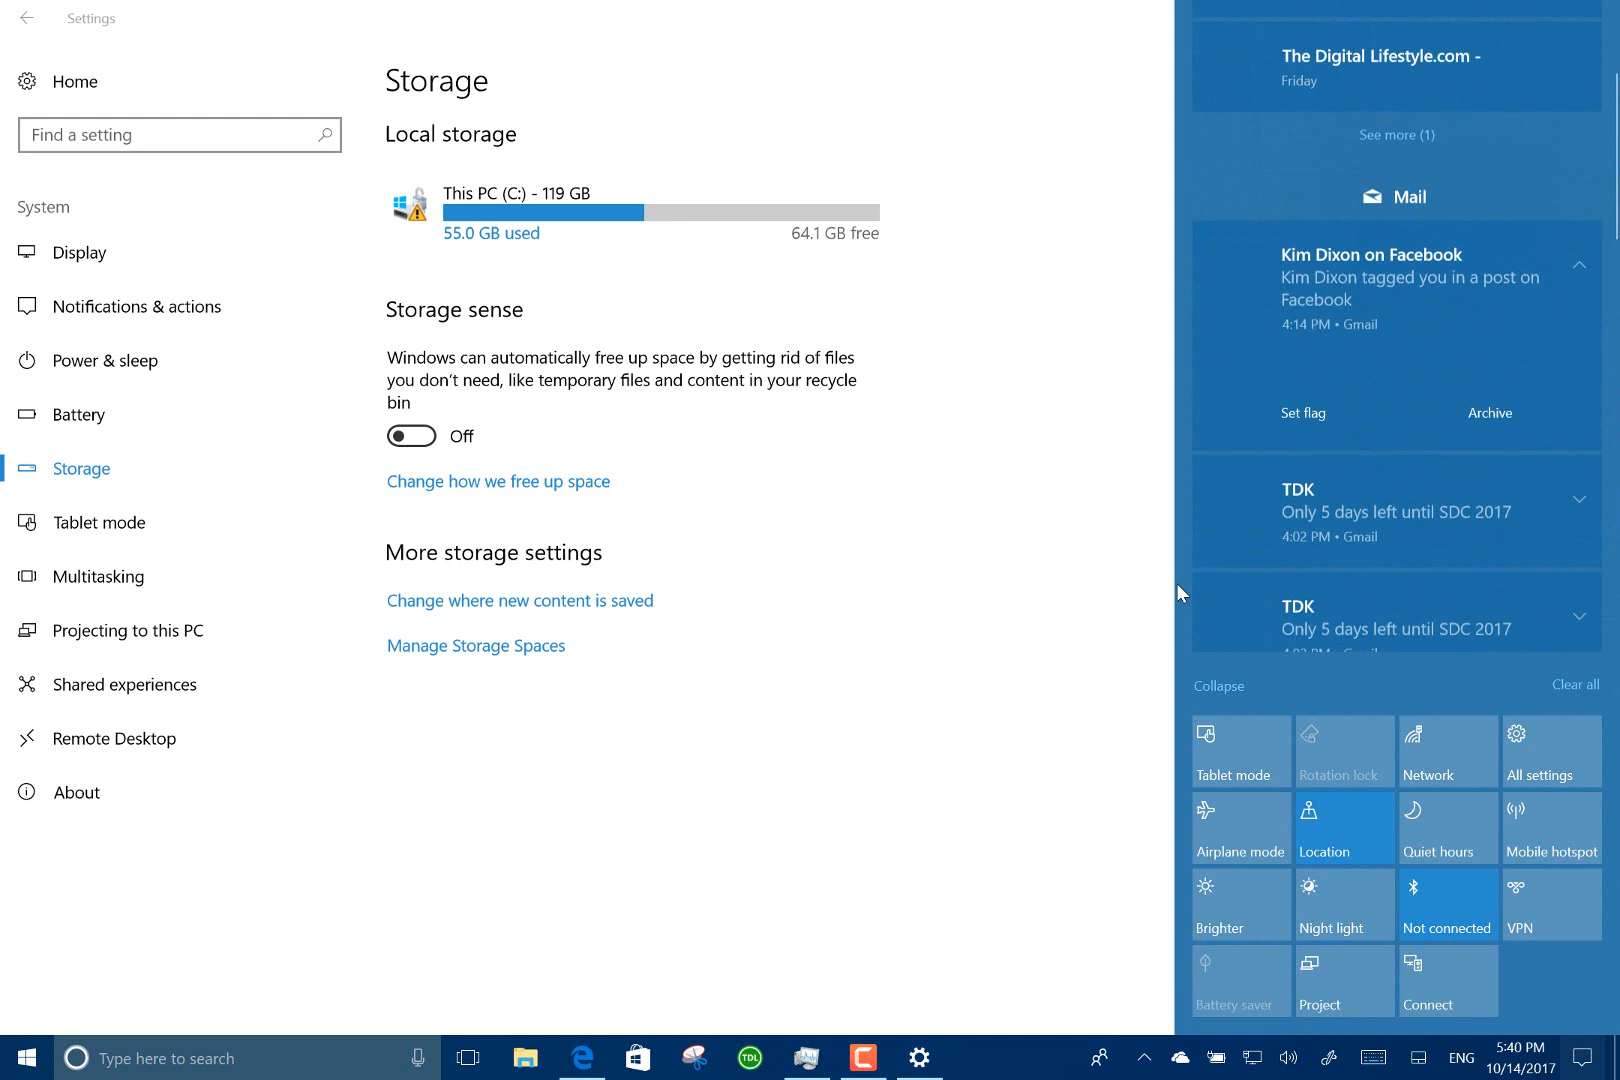 Settings
Home
Find a setting
System
Display
Notifications & actions
Power & sleep
Battery
Storage
Tablet mode
Multitasking
Projecting to this PC
Shared experiences
Remote Desktop
About
Storage
Local storage
This PC (C:) - 119 GB
55.0 GB used
64.1 GB free
Storage sense
Windows can automatically free up space by getting rid of files
you don't need, like temporary files and content in your recycle
bin
Off
Change how we free up space
More storage settings
Change where new content is saved
Manage Storage Spaces
The Digital Lifestyle.com -
Friday
See more (1)
Mail
Kim Dixon on Facebook
Kim Dixon tagged you in a post on
Facebook
4:14 PM • Gmail
Set flag
Archive
TDK
Only 5 days left until SDC 2017
4:02 PM • Gmail
TDK
Only 5 days left until SDC 2017
Collapse
Clear all
Tablet mode
Rotation lock
Network
All settings
Airplane mode
Location
Quiet hours
Mobile hotspot
Brighter
Night light
Not connected
VPN
Battery saver
Project
Connect
Type here to search
TDL
ENG
5:40 PM
10/14/2017